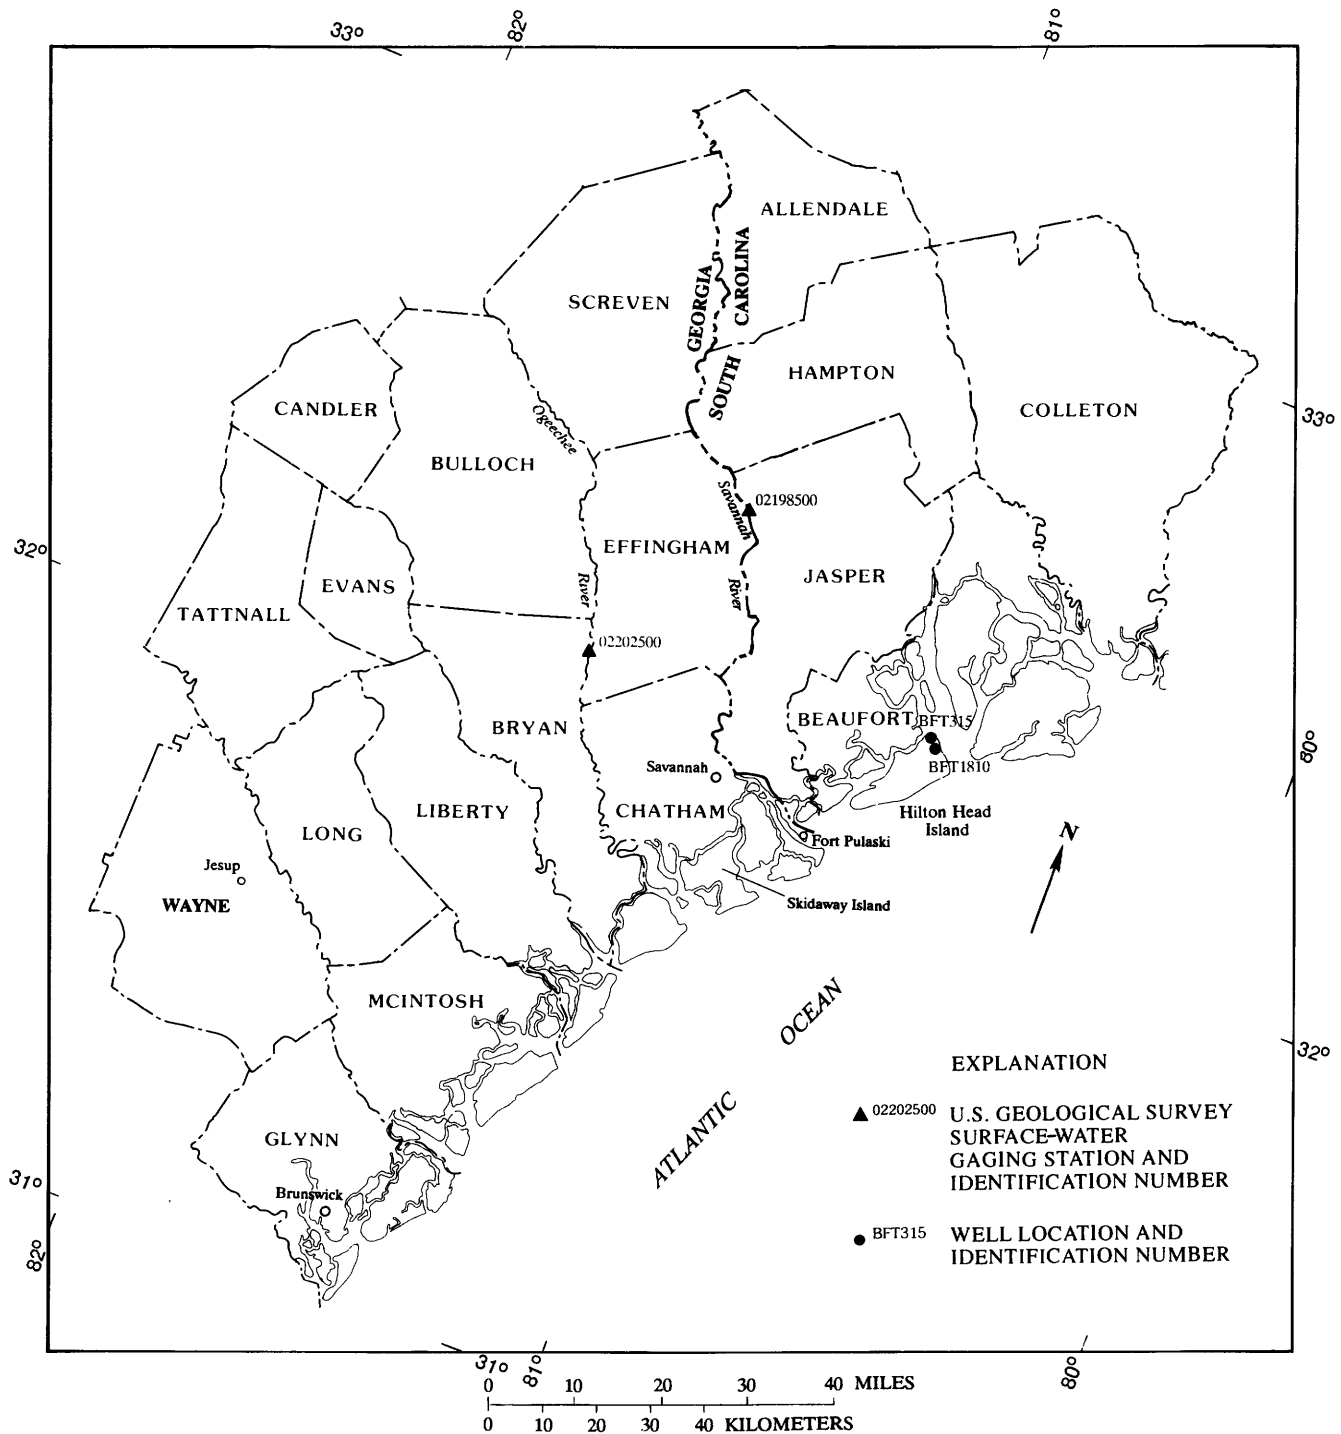 33°
82°
81°
ALLENDALE
SCREVEN
GEORGIA
SOUTH CAROLINA
HAMPTON
COLLETON
33°
CANDLER
BULLOCH
Ogeechee River
Savannah River
02198500
32°
EFFINGHAM
JASPER
EVANS
TATTNALL
02202500
BRYAN
BEAUFORT
BFT315
BFT1810
80°
Savannah
CHATHAM
LIBERTY
LONG
Hilton Head
Island
Fort Pulaski
N
Jesup
WAYNE
Skidaway Island
MCINTOSH
ATLANTIC OCEAN
32°
GLYNN
Brunswick
31°
82°
EXPLANATION
02202500 U.S. GEOLOGICAL SURVEY
SURFACE-WATER
GAGING STATION AND
IDENTIFICATION NUMBER
BFT315 WELL LOCATION AND
IDENTIFICATION NUMBER
31°
81°
80°
0 10 20 30 40 MILES
0 10 20 30 40 KILOMETERS